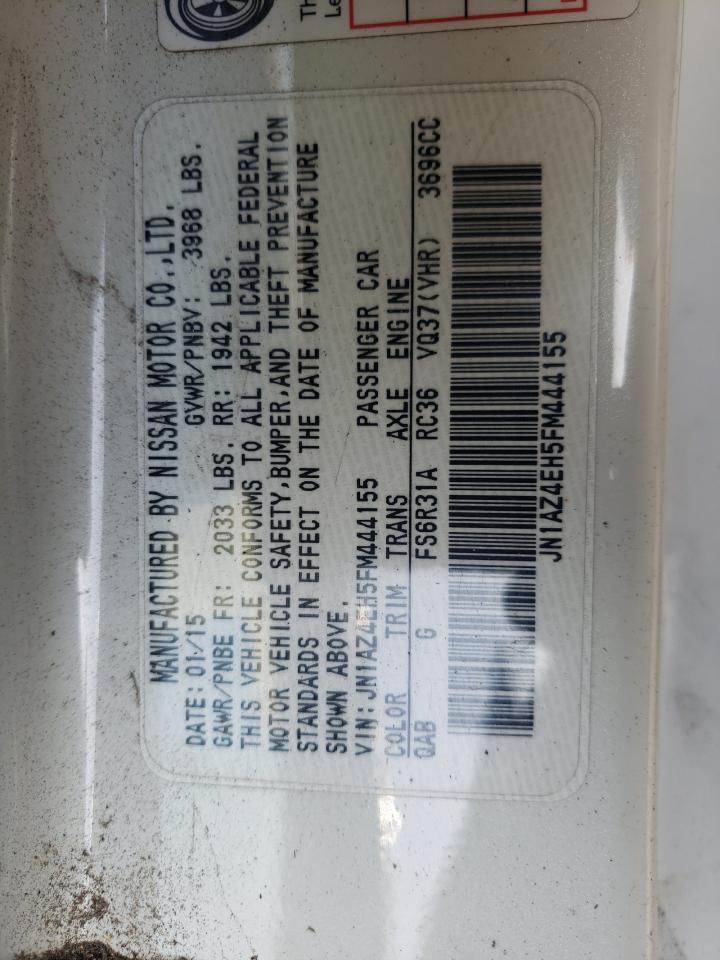 Th
Le
MANUFACTURED BY NISSAN MOTOR CO.,LTD.
DATE: 01/15 GVWR/PNBV: 3968 LBS.
GAWR/PNBE FR: 2033 LBS. RR: 1942 LBS.
THIS VEHICLE CONFORMS TO ALL APPLICABLE FEDERAL
MOTOR VEHICLE SAFETY,BUMPER,AND THEFT PREVENTION
STANDARDS IN EFFECT ON THE DATE OF MANUFACTURE
SHOWN ABOVE.
VIN:JN1AZ4EH5FM444155 PASSENGER CAR
COLOR TRIM TRANS AXLE ENGINE
QAB G FS6R31A RC36 VQ37(VHR) 3696CC
JN1AZ4EH5FM444155